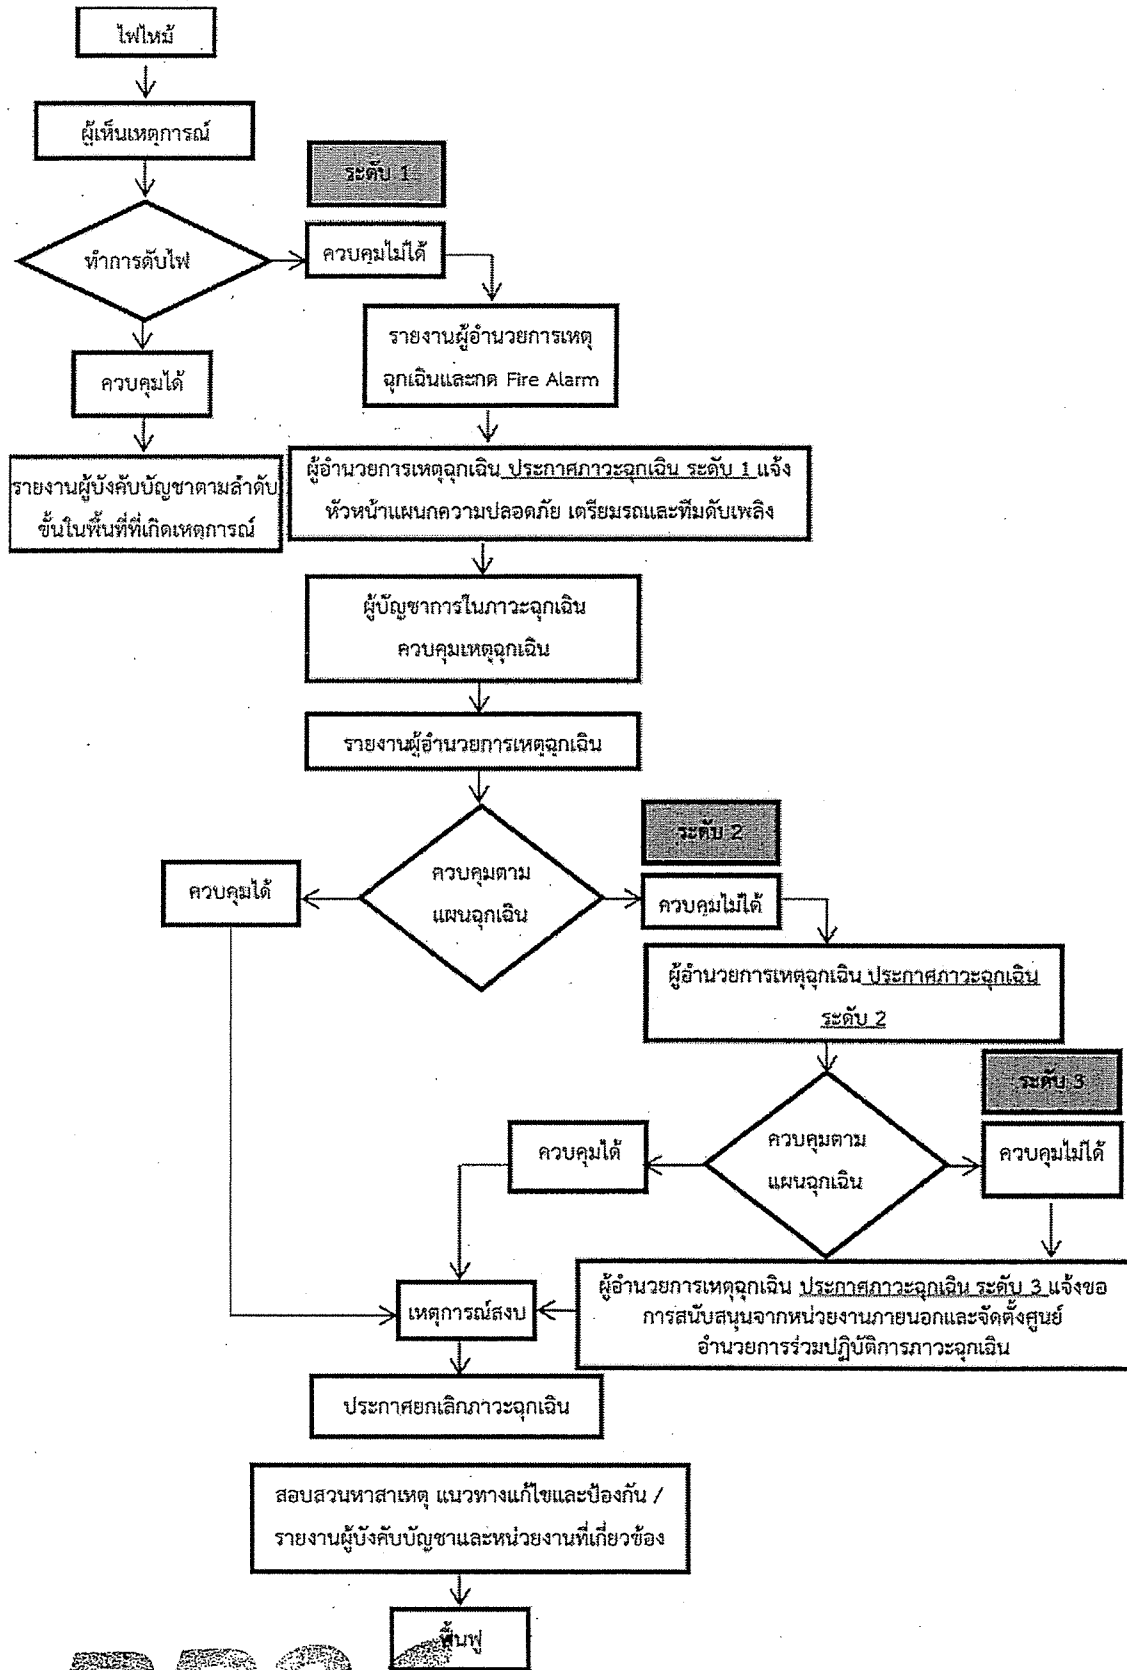 ไฟไหม้
ผู้เห็นเหตุการณ์
ระดับ 1
ทำการดับไฟ
ควบคุมไม่ได้
รายงานผู้อำนวยการเหตุ
ฉุกเฉินและกด Fire Alarm
ควบคุมได้
รายงานผู้บังคับบัญชาตามลำดับ
ขั้นในพื้นที่ที่เกิดเหตุการณ์
ผู้อำนวยการเหตุฉุกเฉิน ประกาศภาวะฉุกเฉิน ระดับ 1 แจ้ง
หัวหน้าแผนกความปลอดภัย เตรียมรถและทีมดับเพลิง
ผู้บัญชาการในภาวะฉุกเฉิน
ควบคุมเหตุฉุกเฉิน
รายงานผู้อำนวยการเหตุฉุกเฉิน
ระดับ 2
ควบคุมตาม
แผนฉุกเฉิน
ควบคุมได้
ควบคุมไม่ได้
ผู้อำนวยการเหตุฉุกเฉิน ประกาศภาวะฉุกเฉิน
ระดับ 2
ระดับ 3
ควบคุมตาม
แผนฉุกเฉิน
ควบคุมได้
ควบคุมไม่ได้
ผู้อำนวยการเหตุฉุกเฉิน ประกาศภาวะฉุกเฉิน ระดับ 3 แจ้งขอ
การสนับสนุนจากหน่วยงานภายนอกและจัดตั้งศูนย์
อำนวยการร่วมปฏิบัติการภาวะฉุกเฉิน
เหตุการณ์สงบ
ประกาศยกเลิกภาวะฉุกเฉิน
สอบสวนหาสาเหตุ แนวทางแก้ไขและป้องกัน /
รายงานผู้บังคับบัญชาและหน่วยงานที่เกี่ยวข้อง
ฟื้นฟู